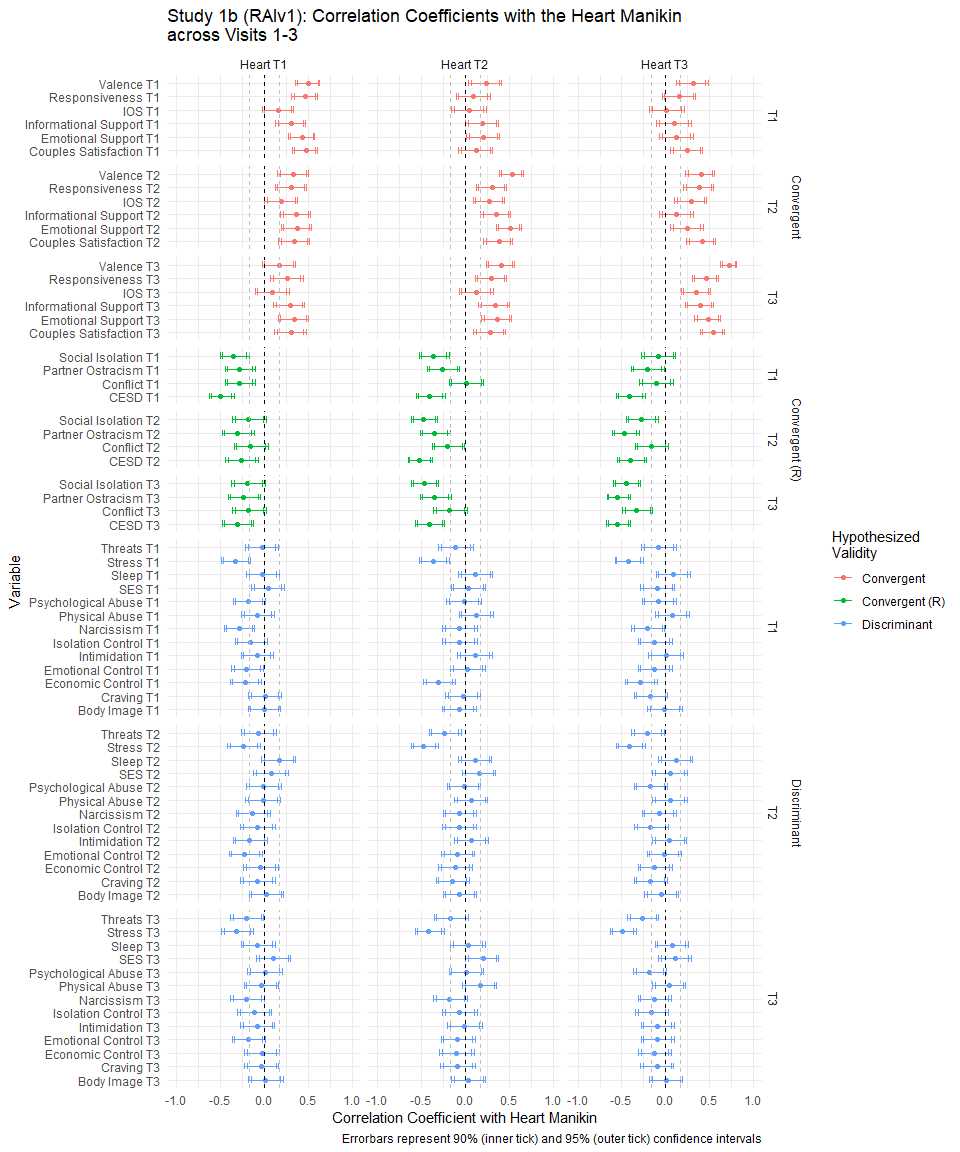 Study 1b (RAIv1): Correlation Coefficients with the Heart Manikin
across Visits 1-3
Heart T1
Heart T2
Heart T3
Variable
Valence T1
Responsiveness T1
IOS T1
Informational Support T1
Emotional Support T1
Couples Satisfaction T1
T1
Valence T2
Responsiveness T2
IOS T2
Informational Support T2
Emotional Support T2
Couples Satisfaction T2
T2
Convergent
Valence T3
Responsiveness T3
IOS T3
Informational Support T3
Emotional Support T3
Couples Satisfaction T3
T3
Social Isolation T1
Partner Ostracism T1
Conflict T1
CESD T1
T1
Social Isolation T2
Partner Ostracism T2
Conflict T2
CESD T2
T2
Convergent (R)
Social Isolation T3
Partner Ostracism T3
Conflict T3
CESD T3
T3
Threats T1
Stress T1
Sleep T1
SES T1
Psychological Abuse T1
Physical Abuse T1
Narcissism T1
Isolation Control T1
Intimidation T1
Emotional Control T1
Economic Control T1
Craving T1
Body Image T1
T1
Threats T2
Stress T2
Sleep T2
SES T2
Psychological Abuse T2
Physical Abuse T2
Narcissism T2
Isolation Control T2
Intimidation T2
Emotional Control T2
Economic Control T2
Craving T2
Body Image T2
T2
Discriminant
Threats T3
Stress T3
Sleep T3
SES T3
Psychological Abuse T3
Physical Abuse T3
Narcissism T3
Isolation Control T3
Intimidation T3
Emotional Control T3
Economic Control T3
Craving T3
Body Image T3
T3
-1.0 -0.5 0.0 0.5 1.0 -1.0 -0.5 0.0 0.5 1.0 -1.0 -0.5 0.0 0.5 1.0
Correlation Coefficient with Heart Manikin
Errorbars represent 90% (inner tick) and 95% (outer tick) confidence intervals
Hypothesized
Validity
Convergent
Convergent (R)
Discriminant